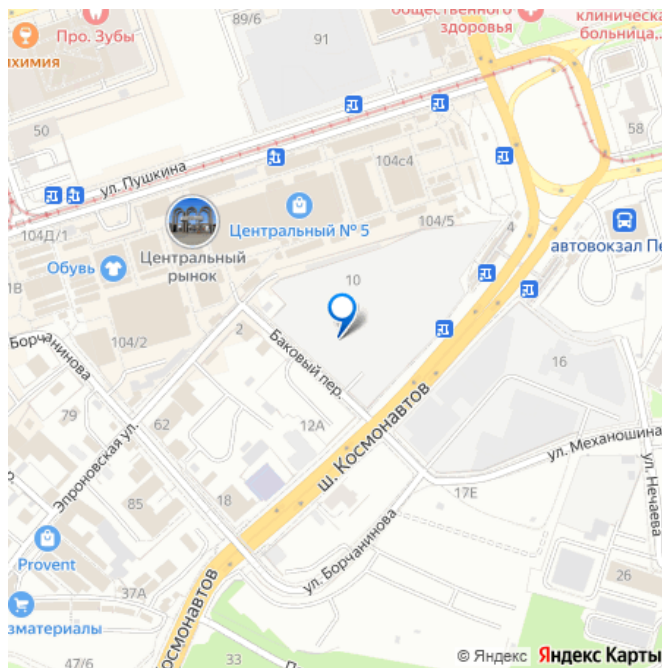 89/6
общественного
здоровья
клиническая
больница,...
Про. Зубы
91
50
58
ул. Пушкина
104с4
104/5
4
104Д/1
Центральный № 5
автовокзал Пе
Обувь
Центральный
рынок
10
1В
104/2
2
Борчанинова
Баковый пер.
16
79
62
12А
ш. Космонавтов
ул. Механошина
Эпроновская ул.
85
18
17Е
ул. Нечаева
Provent
37А
ул. Борчанинова
26
зматериалы
Космонавтов
47/6
33
© Яндекс Яндекс Карты